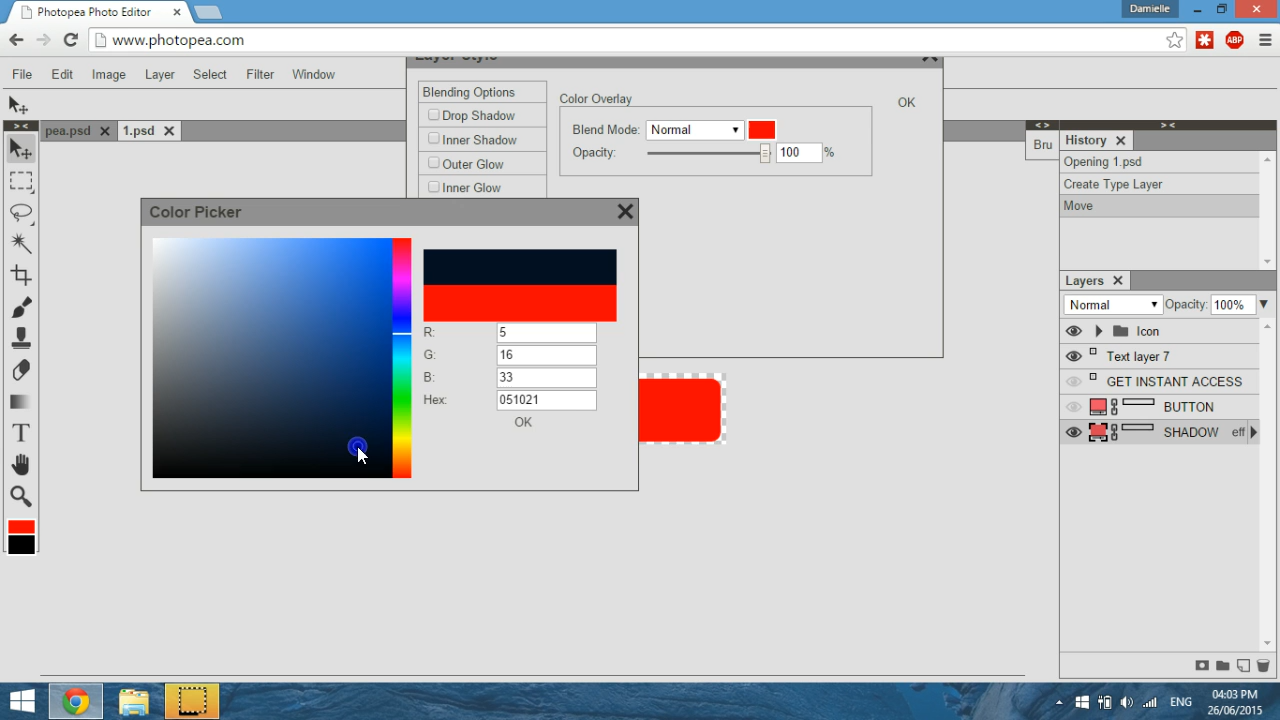 Photopea Photo Editor
Damielle
www.photopea.com
ABP
File Edit Image Layer Select Filter Window
Layer Style
Blending Options
Drop Shadow
Inner Shadow
Outer Glow
Inner Glow
Color Overlay
OK
Blend Mode: Normal
Opacity: 100 %
pea.psd
1.psd
Bru
History
Opening 1.psd
Create Type Layer
Move
Color Picker
R: 5
G: 16
B: 33
Hex: 051021
OK
Layers
Normal Opacity: 100%
Icon
Text layer 7
GET INSTANT ACCESS
BUTTON
SHADOW eff
ENG
04:03 PM
26/06/2015